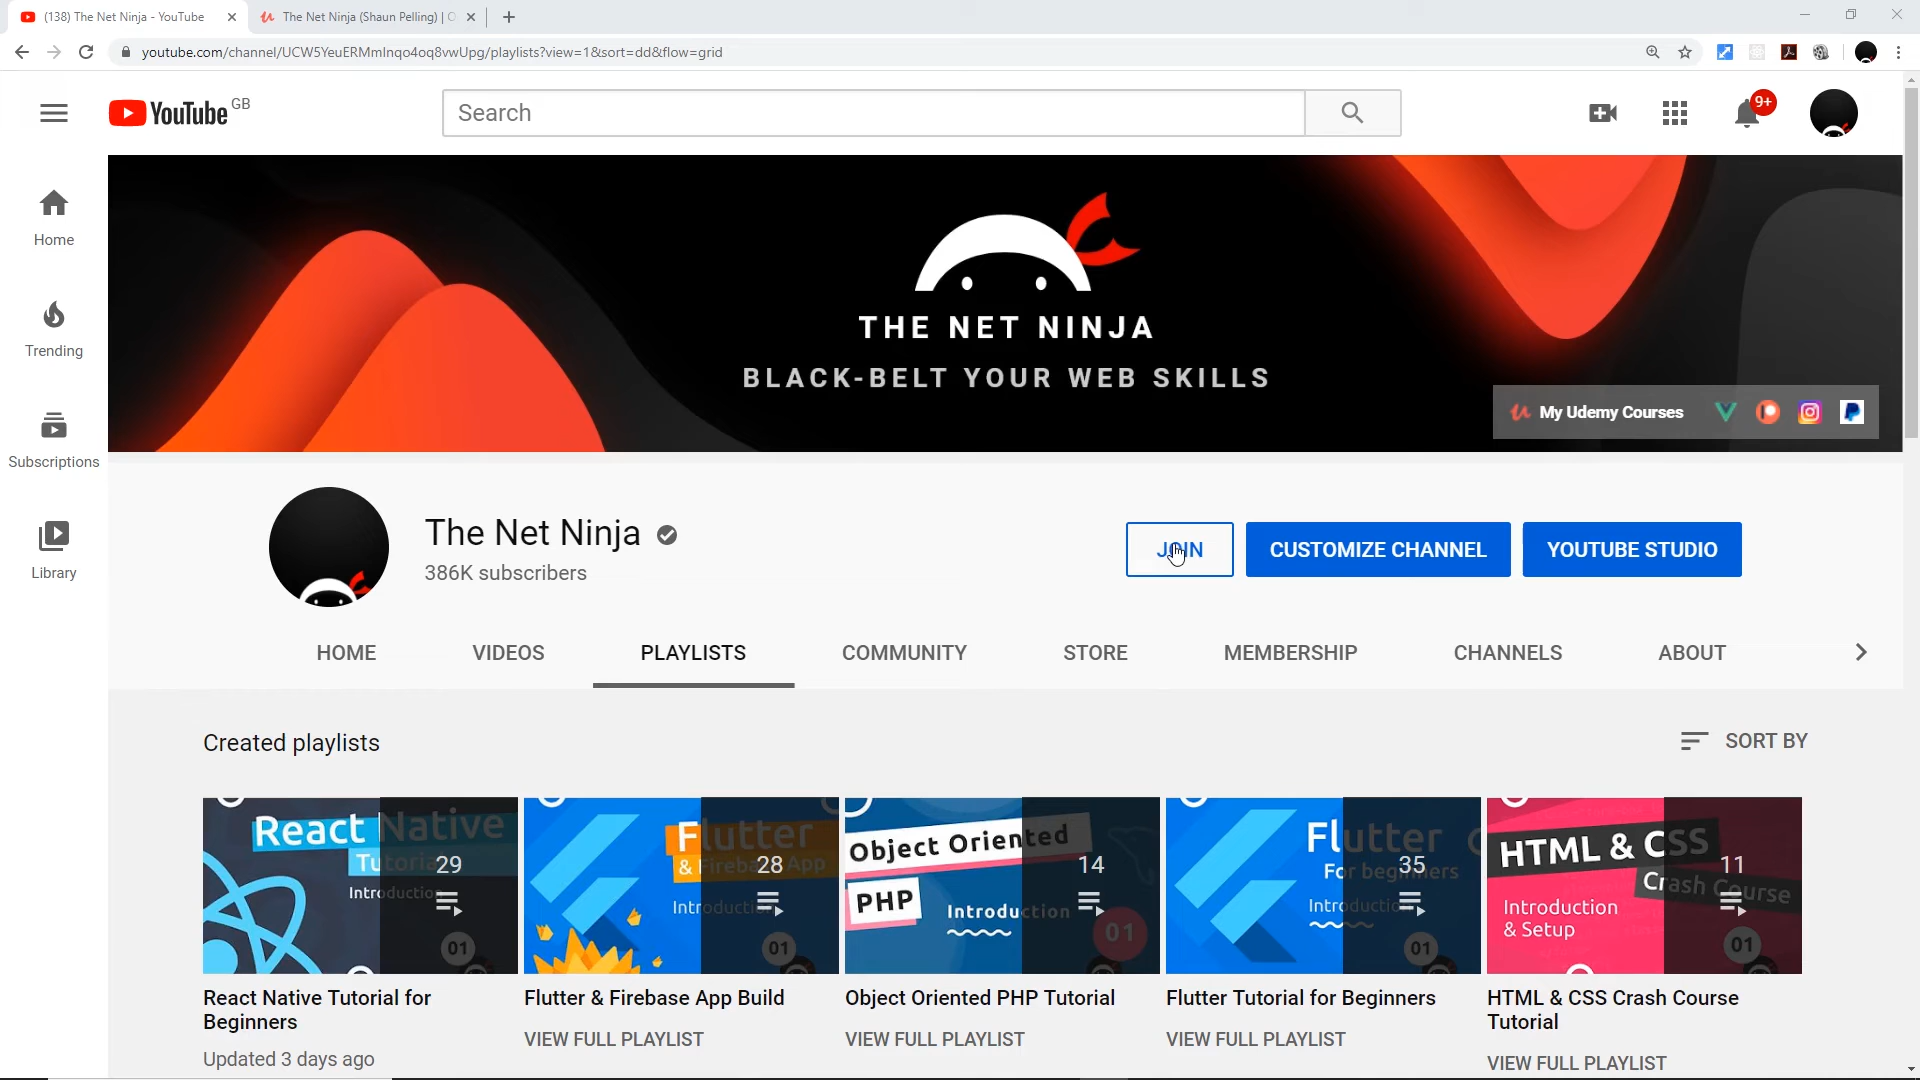 (138) The Net Ninja - YouTube
The Net Ninja (Shaun Pelling) |
youtube.com/channel/UCW5YeuERMmlnqo4oq8vwUpg/playlists?view=1&sort=dd&flow=grid
YouTube GB
Search
9+
Home
Trending
Subscriptions
Library
THE NET NINJA
BLACK-BELT YOUR WEB SKILLS
My Udemy Courses
The Net Ninja
386K subscribers
JOIN
CUSTOMIZE CHANNEL
YOUTUBE STUDIO
HOME
VIDEOS
PLAYLISTS
COMMUNITY
STORE
MEMBERSHIP
CHANNELS
ABOUT
Created playlists
SORT BY
React Native
Tutorial
Introduction
29
01
Flutter
& Firebase App
Introduction
28
01
Object Oriented
PHP
Introduction
14
01
Flutter
For beginners
Introduction
35
01
HTML & CSS
Crash Course
Introduction
& Setup
11
01
React Native Tutorial for
Beginners
Updated 3 days ago
Flutter & Firebase App Build
VIEW FULL PLAYLIST
Object Oriented PHP Tutorial
VIEW FULL PLAYLIST
Flutter Tutorial for Beginners
VIEW FULL PLAYLIST
HTML & CSS Crash Course
Tutorial
VIEW FULL PLAYLIST